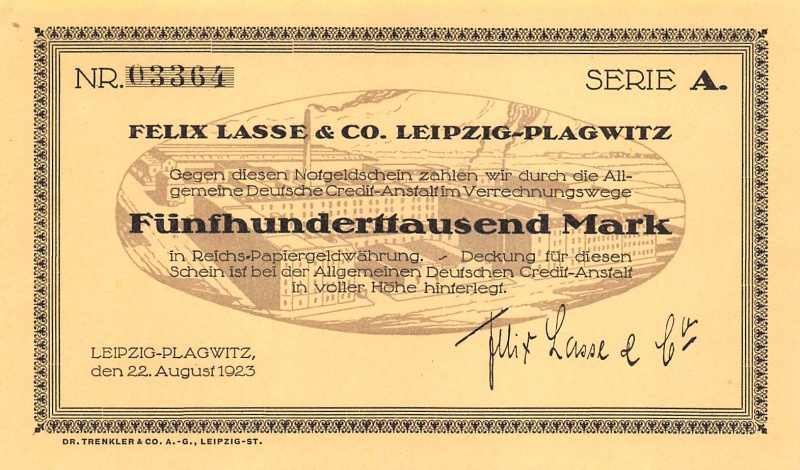 NR. 03364 SERIE A.
FELIX LASSE & CO. LEIPZIG-PLAGWITZ
Gegen diesen Notgeldschein zahlen wir durch die All-
gemeine Deutsche Credit-Anstalt im Verrechnungswege
Fünfhunderttausend Mark
in Reichs-Papiergeldwährung. - Deckung für diesen
Schein ist bei der Allgemeinen Deutschen Credit-Anstalt
in voller Höhe hinterlegt.
Felix Lasse & Co
LEIPZIG-PLAGWITZ,
den 22. August 1923
DR. TRENKLER & CO. A.-G., LEIPZIG-ST.